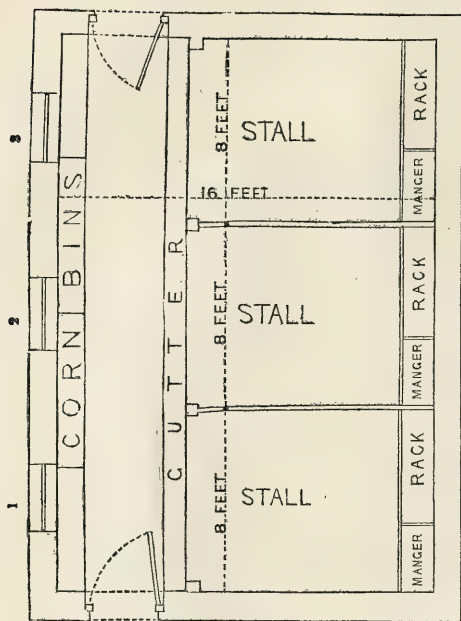 3
2
1
CORN BINS
CUTTER
8 FEET
STALL
RACK
MANGER
16 FEET
8 FEET
STALL
RACK
MANGER
8 FEET
STALL
RACK
MANGER